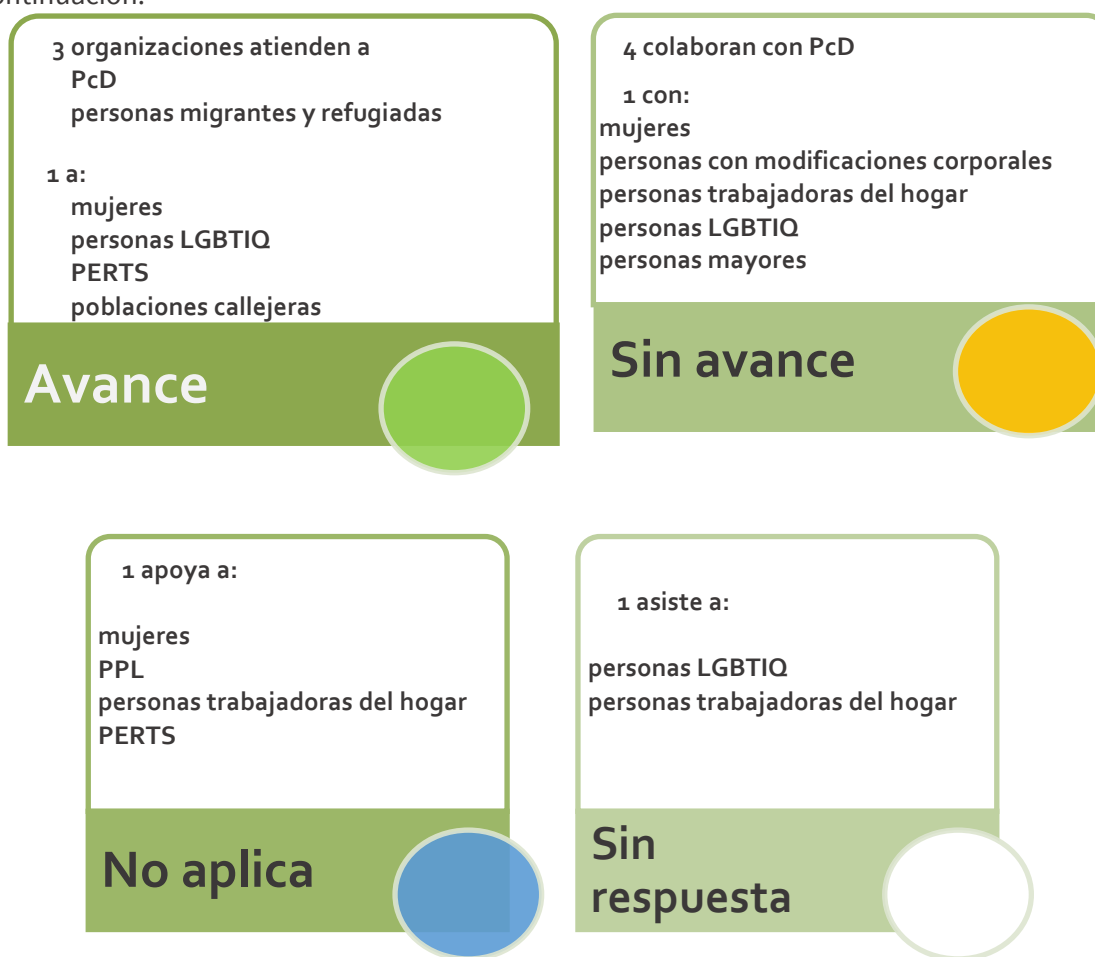 ontinuación.
3 organizaciones atienden a
PcD
personas migrantes y refugiadas
1 a:
mujeres
personas LGBTIQ
PERTS
poblaciones callejeras
Avance
4 colaboran con PcD
1 con:
mujeres
personas con modificaciones corporales
personas trabajadoras del hogar
personas LGBTIQ
personas mayores
Sin avance
1 apoya a:
mujeres
PPL
personas trabajadoras del hogar
PERTS
No aplica
1 asiste a:
personas LGBTIQ
personas trabajadoras del hogar
Sin
respuesta